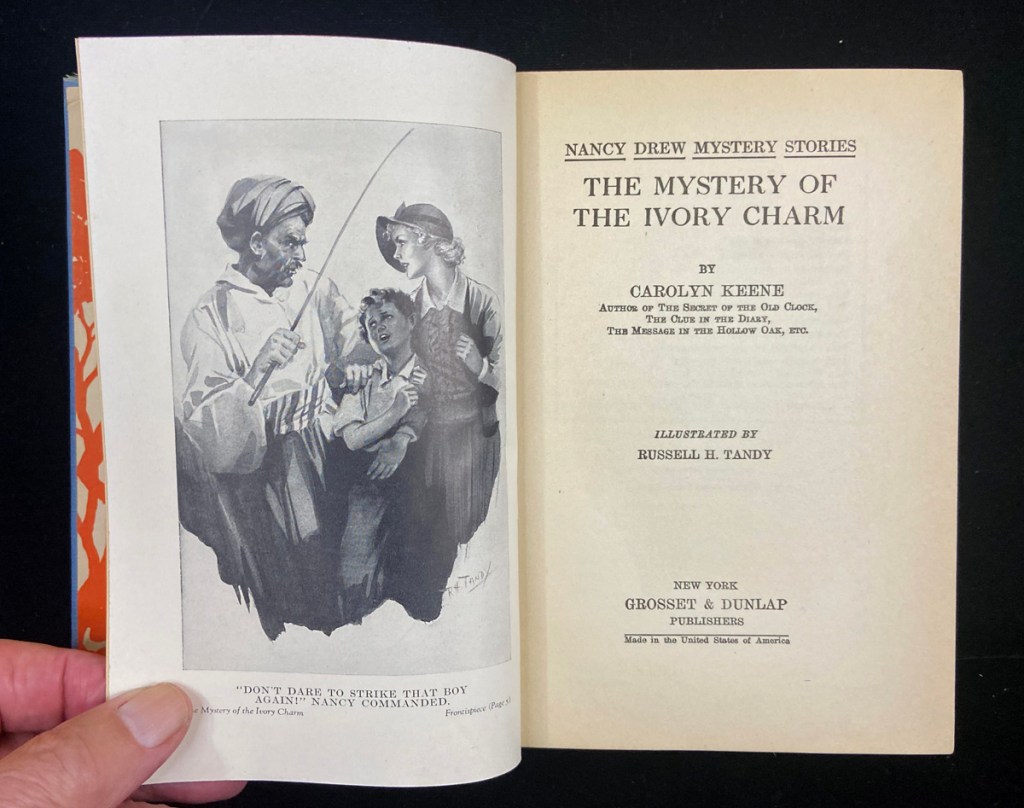 R. H. TANDY
"DON'T DARE TO STRIKE THAT BOY
AGAIN!" NANCY COMMANDED.
Mystery of the Ivory Charm Frontispiece (Page
NANCY DREW MYSTERY STORIES
THE MYSTERY OF
THE IVORY CHARM
BY
CAROLYN KEENE
AUTHOR OF THE SECRET OF THE OLD CLOCK,
THE CLUE IN THE DIARY,
THE MESSAGE IN THE HOLLOW OAK, ETC.
ILLUSTRATED BY
RUSSELL H. TANDY
NEW YORK
GROSSET & DUNLAP
PUBLISHERS
Made in the United States of America